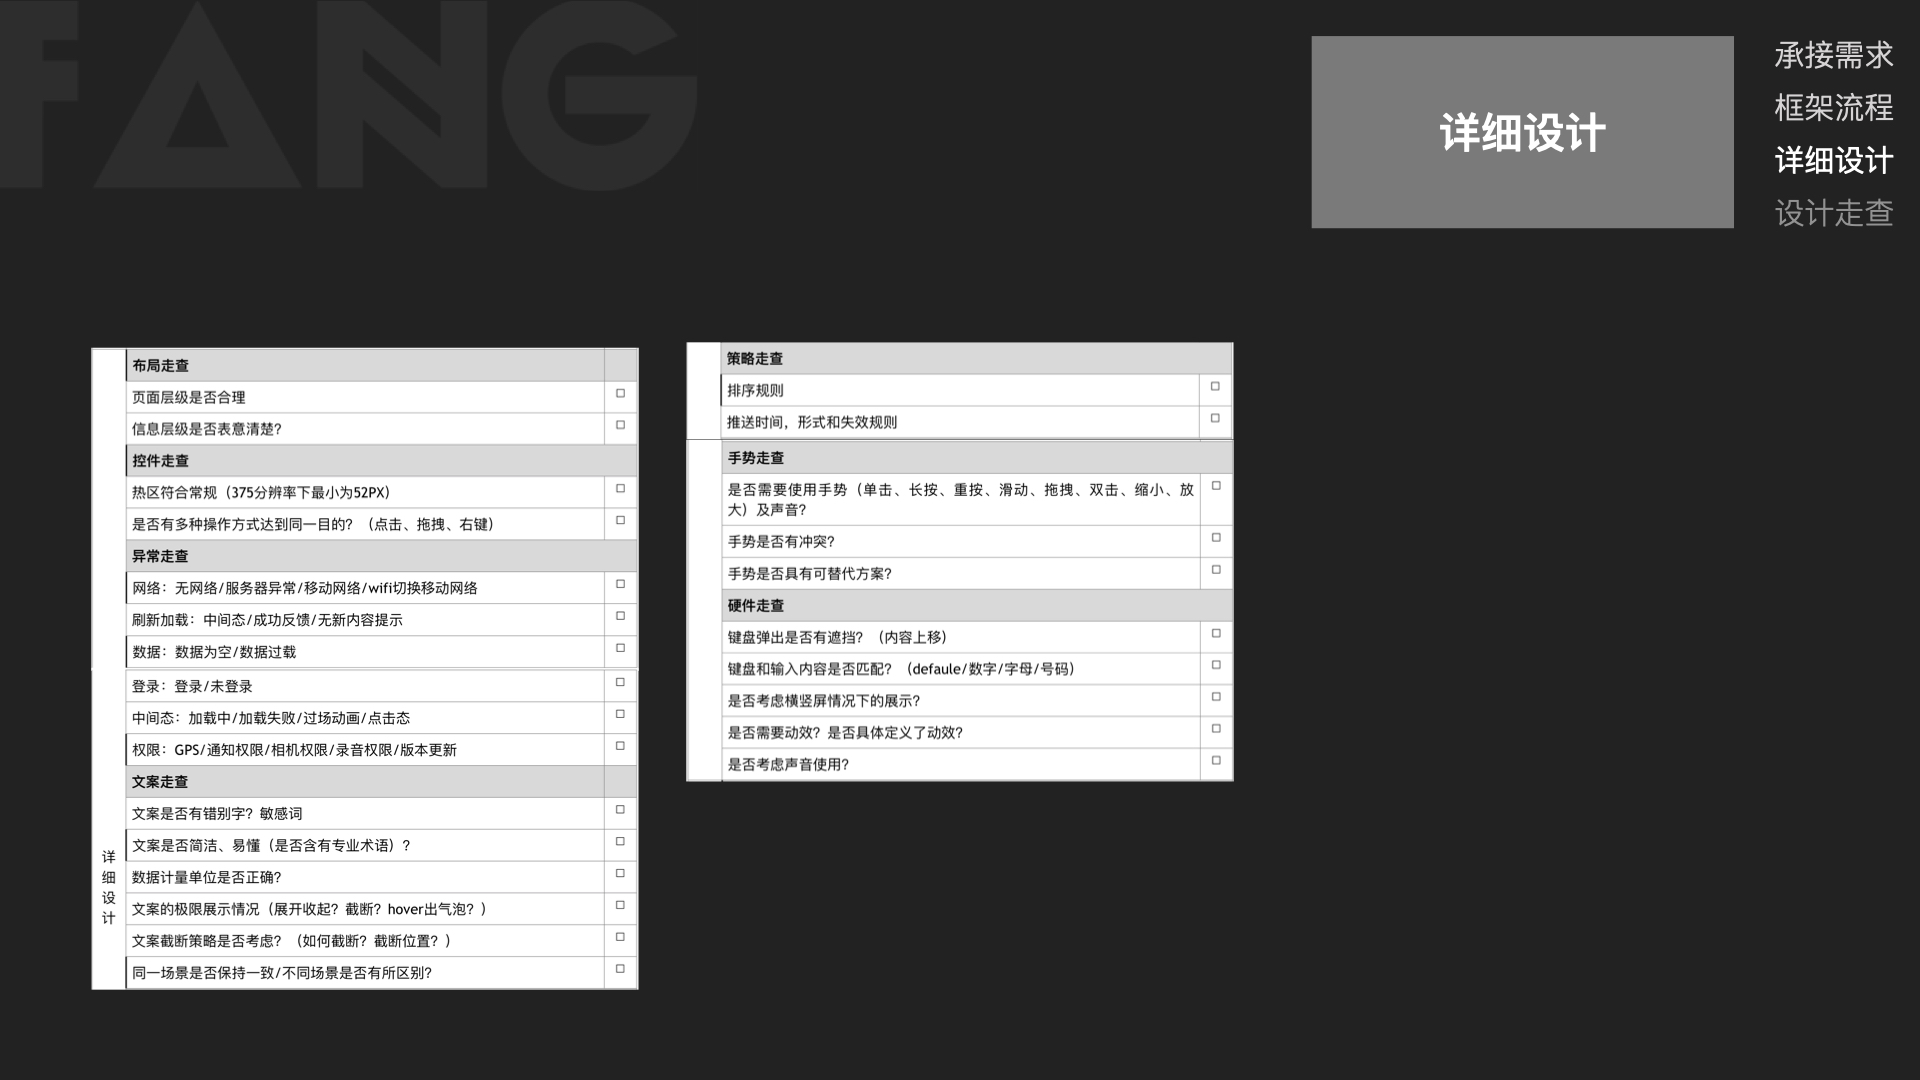 FANG
详细设计
承接需求
框架流程
详细设计
设计走查
布局走查
页面层级是否合理
信息层级是否表意清楚？
控件走查
热区符合常规（375分辨率下最小为52PX）
是否有多种操作方式达到同一目的？（点击、拖拽、右键）
异常走查
网络：无网络/服务器异常/移动网络/wifi切换移动网络
刷新加载：中间态/成功反馈/无新内容提示
数据：数据为空/数据过载
登录：登录/未登录
中间态：加载中/加载失败/过场动画/点击态
权限：GPS/通知权限/相机权限/录音权限/版本更新
文案走查
文案是否有错别字？敏感词
文案是否简洁、易懂（是否含有专业术语）?
数据计量单位是否正确？
文案的极限展示情况（展开收起？截断？hover出气泡？）
文案截断策略是否考虑？（如何截断？截断位置？）
同一场景是否保持一致/不同场景是否有所区别？
详
细
设
计
策略走查
排序规则
推送时间，形式和失效规则
手势走查
是否需要使用手势（单击、长按、重按、滑动、拖拽、双击、缩小、放
大）及声音？
手势是否有冲突？
手势是否具有可替代方案？
硬件走查
键盘弹出是否有遮挡？（内容上移）
键盘和输入内容是否匹配？（defaule/数字/字母/号码）
是否考虑横竖屏情况下的展示？
是否需要动效？是否具体定义了动效？
是否考虑声音使用？